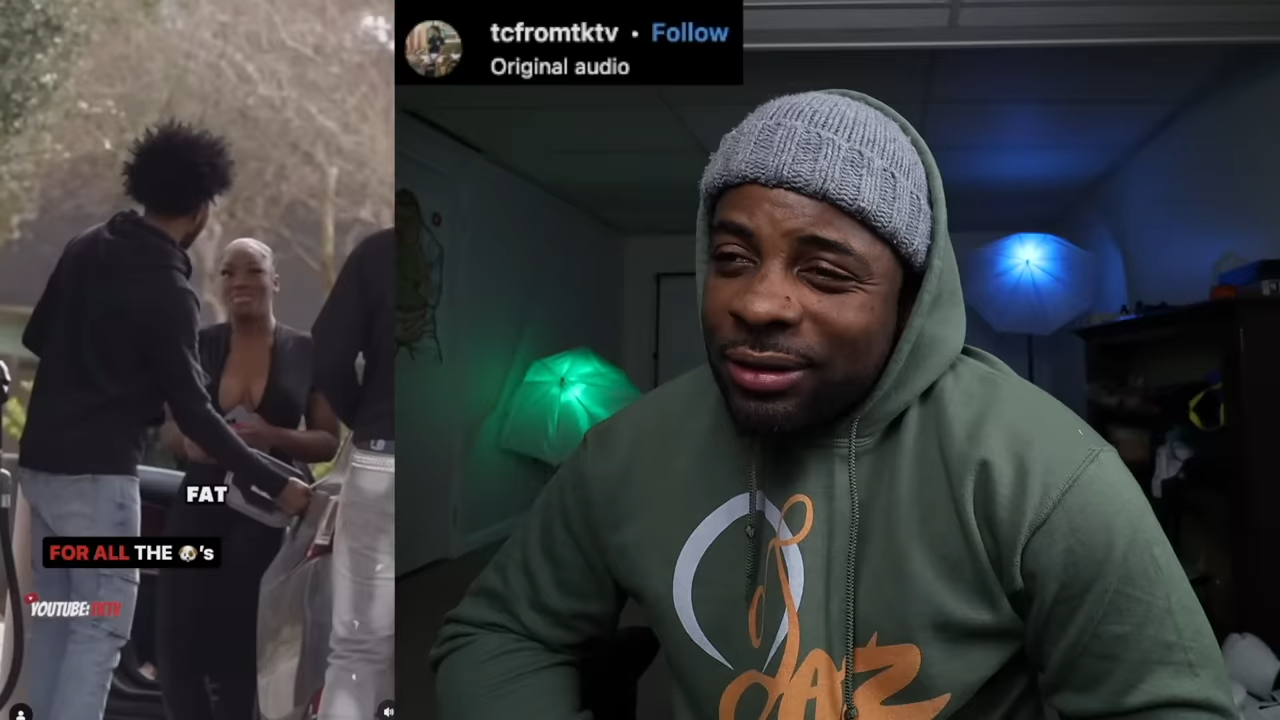 tcfromtktv • Follow
Original audio
FAT
FOR ALL THE 🐶's
YOUTUBE: TKTV